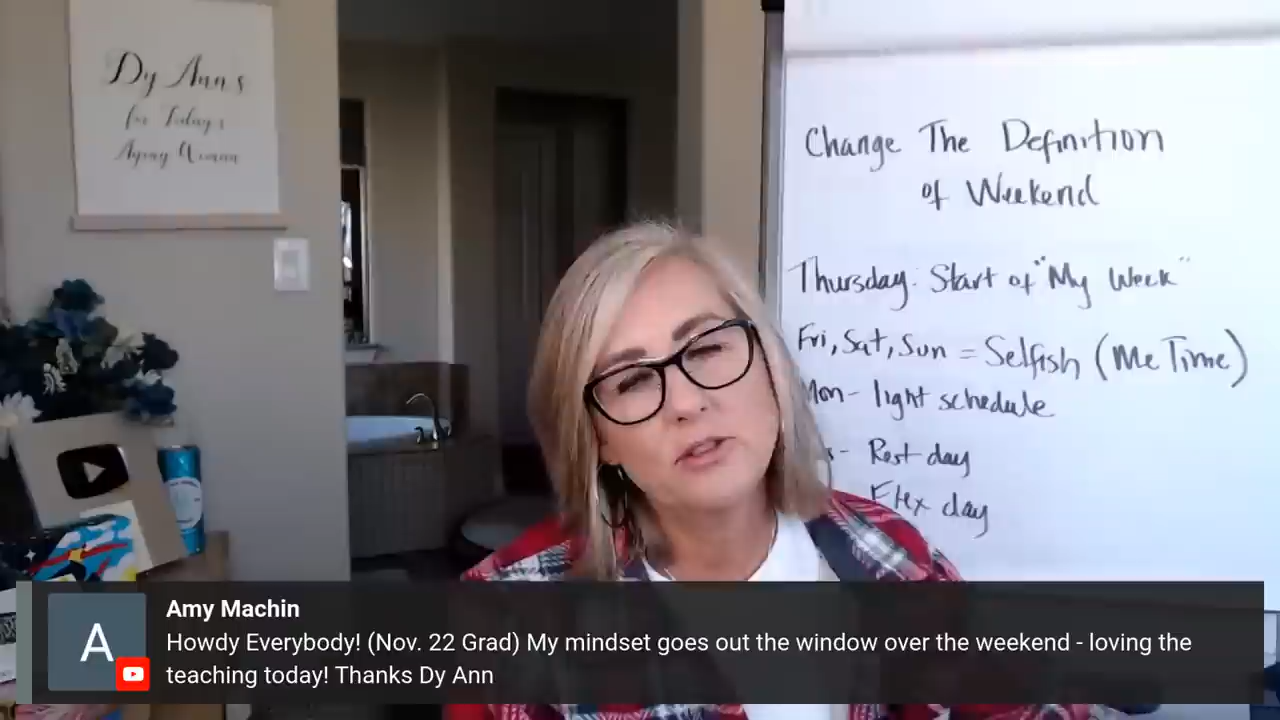 Dy Ann's
for Today's
Aging Woman
Change The Definition
of Weekend
Thursday: Start of "My Week"
Fri, Sat, Sun = Selfish (Me Time)
Mon - light schedule
- Rest day
Flex day
A
Amy Machin
Howdy Everybody! (Nov. 22 Grad) My mindset goes out the window over the weekend - loving the
teaching today! Thanks Dy Ann